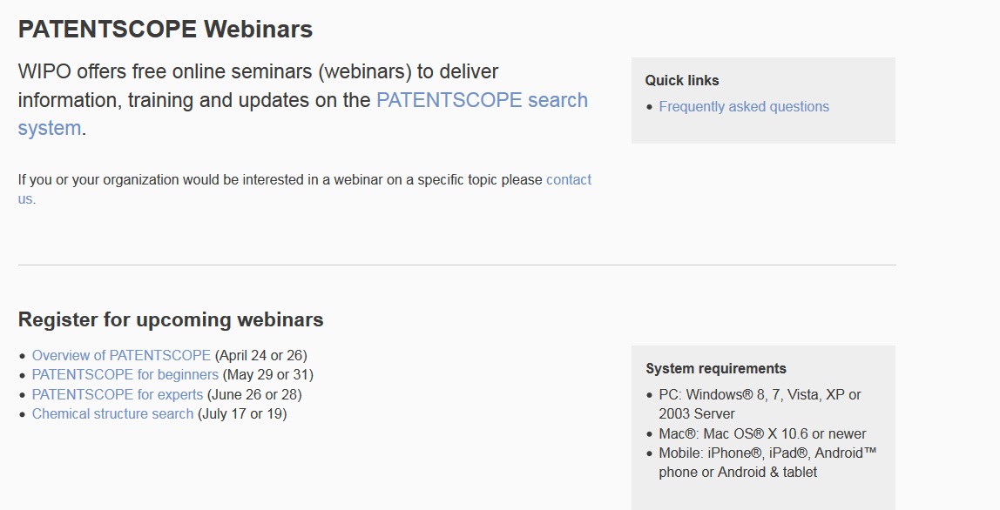 PATENTSCOPE Webinars
WIPO offers free online seminars (webinars) to deliver
information, training and updates on the PATENTSCOPE search
system.
If you or your organization would be interested in a webinar on a specific topic please contact
us.
Quick links
• Frequently asked questions
Register for upcoming webinars
• Overview of PATENTSCOPE (April 24 or 26)
• PATENTSCOPE for beginners (May 29 or 31)
• PATENTSCOPE for experts (June 26 or 28)
• Chemical structure search (July 17 or 19)
System requirements
• PC: Windows® 8, 7, Vista, XP or
2003 Server
• Mac®: Mac OS® X 10.6 or newer
• Mobile: iPhone®, iPad®, Android™
phone or Android & tablet